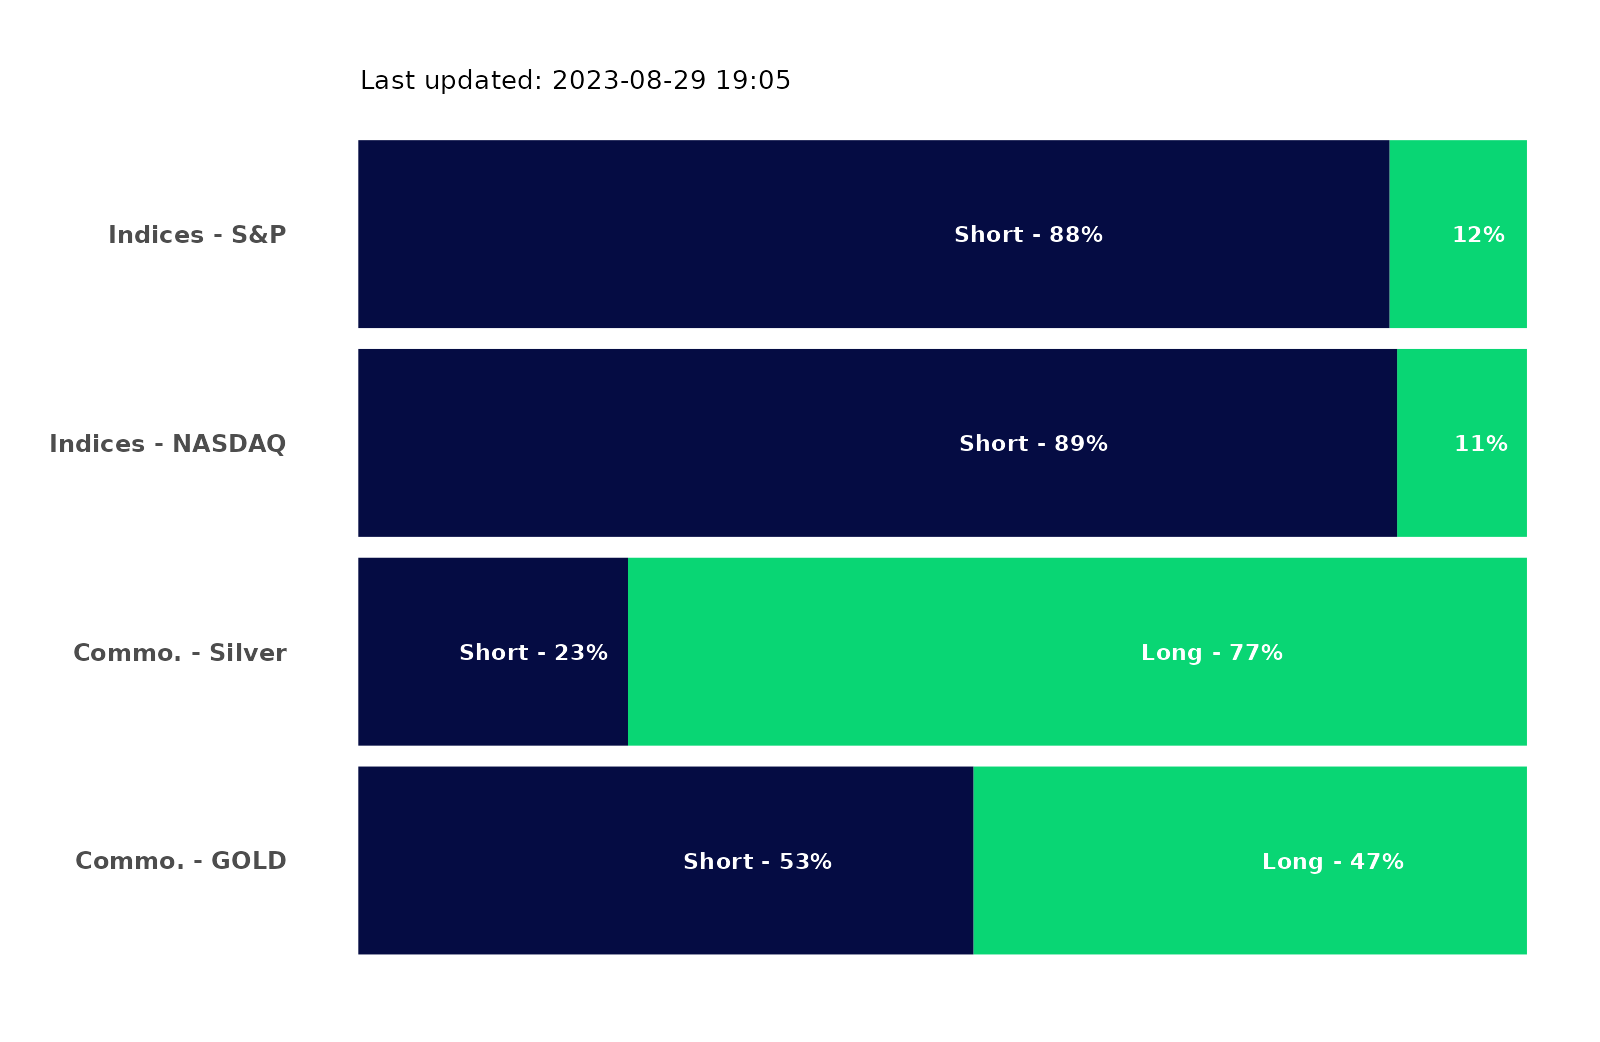 Last updated: 2023-08-29 19:05
Indices - S&P Short - 88% 12%
Indices - NASDAQ Short - 89% 11%
Commo. - Silver Short - 23% Long - 77%
Commo. - GOLD Short - 53% Long - 47%